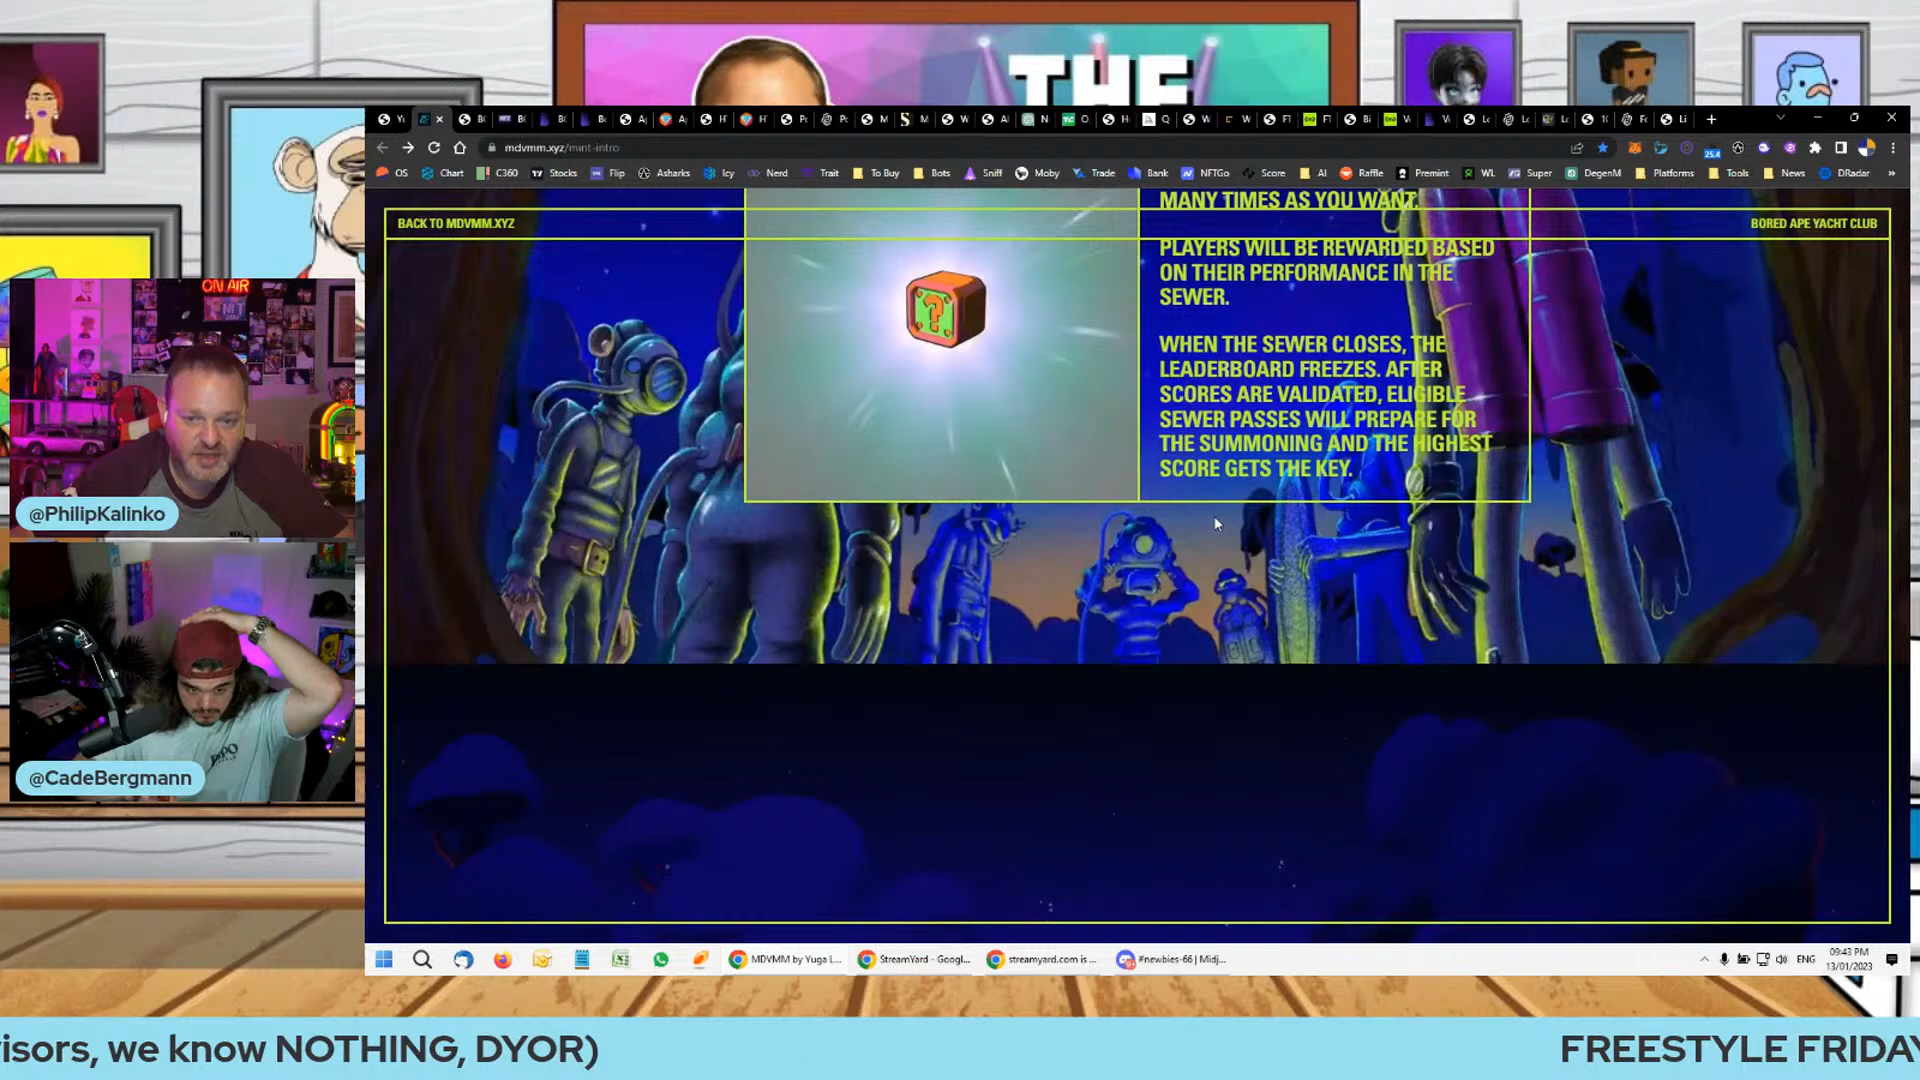 THE
mdvmm.xyz/mint-intro
OS Chart C360 Stocks Flip Asharks Icy Nerd Trait To Buy Bots Sniff Moby Trade Bank NFTGo Score AI Raffle Premint WL Super DegenM Platforms Tools News DRadar »
25.4
MANY TIMES AS YOU WANT.
BACK TO MDVMM.XYZ
BORED APE YACHT CLUB
PLAYERS WILL BE REWARDED BASED
ON THEIR PERFORMANCE IN THE
SEWER.
WHEN THE SEWER CLOSES, THE
LEADERBOARD FREEZES. AFTER
SCORES ARE VALIDATED, ELIGIBLE
SEWER PASSES WILL PREPARE FOR
THE SUMMONING AND THE HIGHEST
SCORE GETS THE KEY.
?
ON AIR
@PhilipKalinko
@CadeBergmann
MDVMM by Yuga L... StreamYard - Googl... streamyard.com is ... #newbies-66 | Midj...
ENG
09:43 PM
13/01/2023
isors, we know NOTHING, DYOR)
FREESTYLE FRIDAY